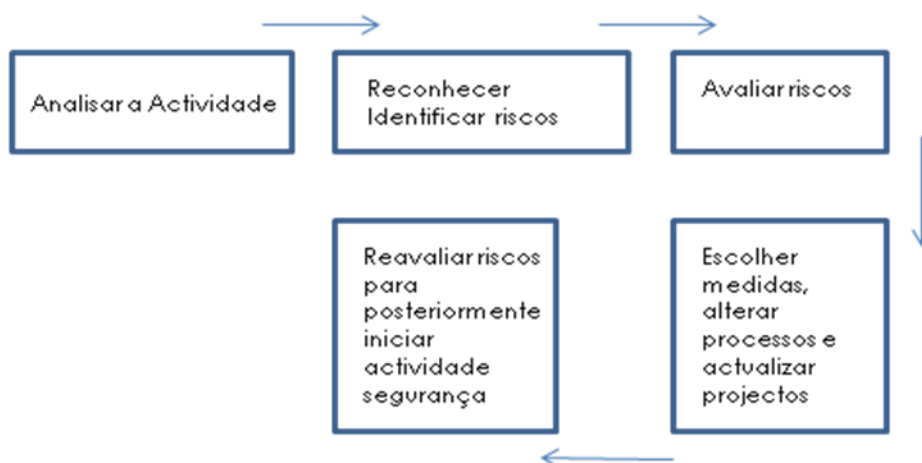 Analisar a Actividade
Reconhecer
Identificar riscos
Avaliar riscos
Escolher
medidas,
alterar
processos e
actualizar
projectos
Reavaliar riscos
para
posteriormente
iniciar
actividade
segurança